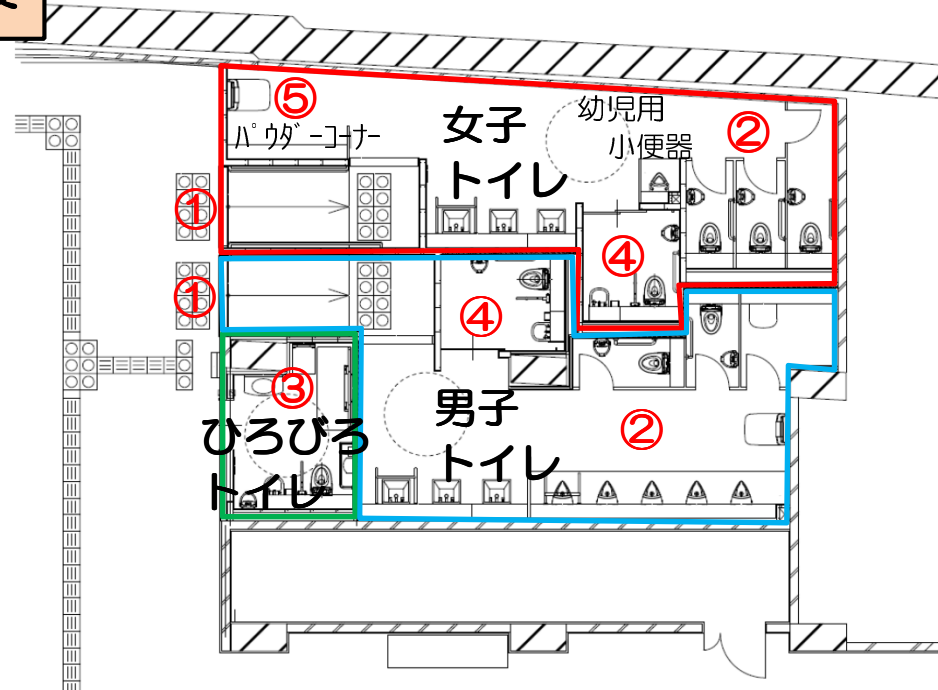 ⑤
パウダーコーナー
女子
トイレ
幼児用
小便器
②
①
④
①
④
③
ひろびろ
トイレ
男子
トイレ
②